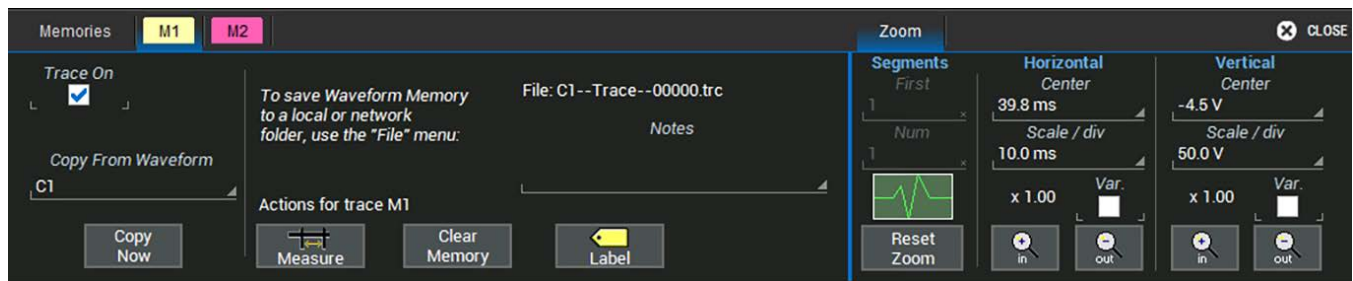 Memories
M1
M2
Zoom
CLOSE
Trace On
Copy From Waveform
C1
Copy
Now
To save Waveform Memory
to a local or network
folder, use the "File" menu:
Actions for trace M1
Measure
Clear
Memory
File: C1--Trace--00000.trc
Notes
Label
Segments
First
1
Num
1
Reset
Zoom
Horizontal
Center
39.8 ms
Scale / div
10.0 ms
x 1.00
Var.
in
out
Vertical
Center
-4.5 V
Scale / div
50.0 V
x 1.00
Var.
in
out